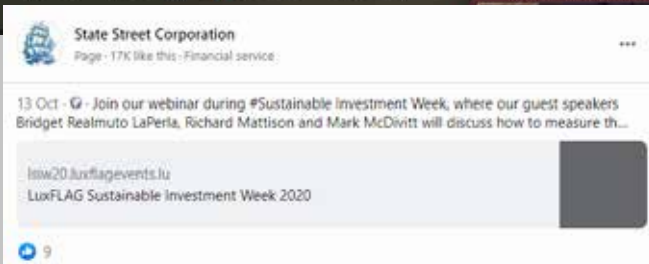 State Street Corporation
Page · 17K like this · Financial service
13 Oct · Join our webinar during #Sustainable Investment Week, where our guest speakers
Bridget Realmuto LaPerla, Richard Mattison and Mark McDivitt will discuss how to measure th...
lsiw20.luxflagevents.lu
LuxFLAG Sustainable Investment Week 2020
9